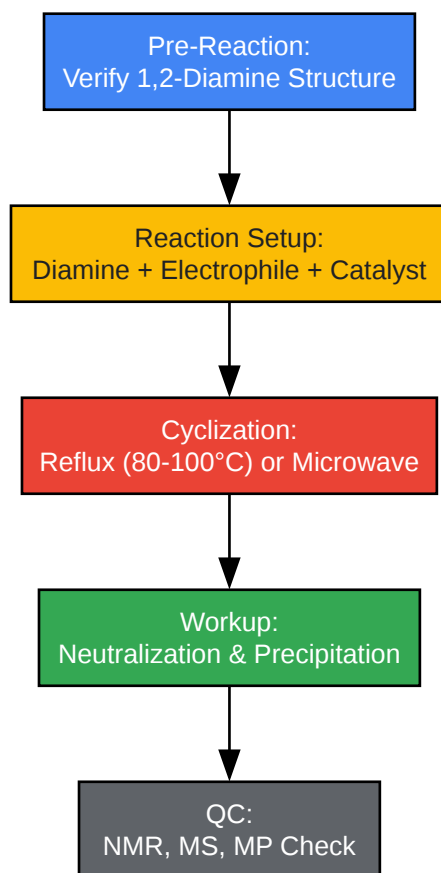 Pre-Reaction:
Verify 1,2-Diamine Structure
Reaction Setup:
Diamine + Electrophile + Catalyst
Cyclization:
Reflux (80-100°C) or Microwave
Workup:
Neutralization & Precipitation
QC:
NMR, MS, MP Check